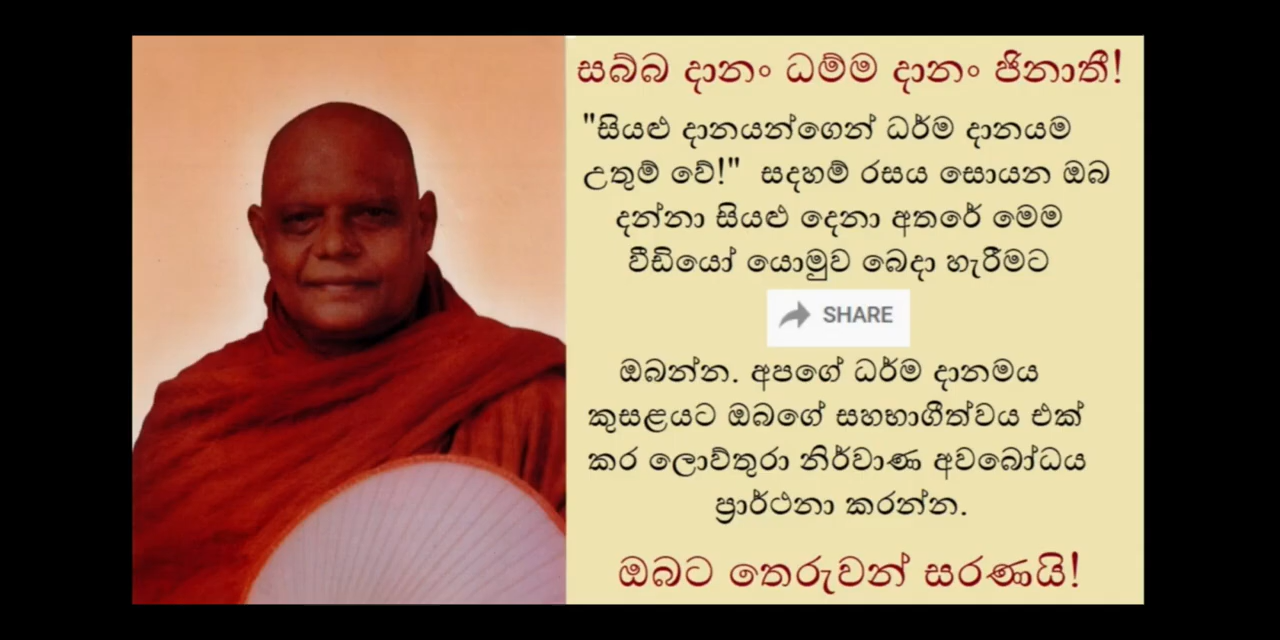 සබ්බ දානං ධම්ම දානං ජිනාතී!
"සියළු දානයන්ගෙන් ධර්ම දානයම
උතුම් වේ!" සදහම් රසය සොයන ඔබ
දන්නා සියළු දෙනා අතරේ මෙම
වීඩියෝ යොමුව බෙදා හැරීමට
SHARE
ඔබන්න. අපගේ ධර්ම දානමය
කුසළයට ඔබගේ සහභාගීත්වය එක්
කර ලොව්තුරා නිර්වාණ අවබෝධය
ප්‍රාර්ථනා කරන්න.
ඔබට තෙරුවන් සරණයි!